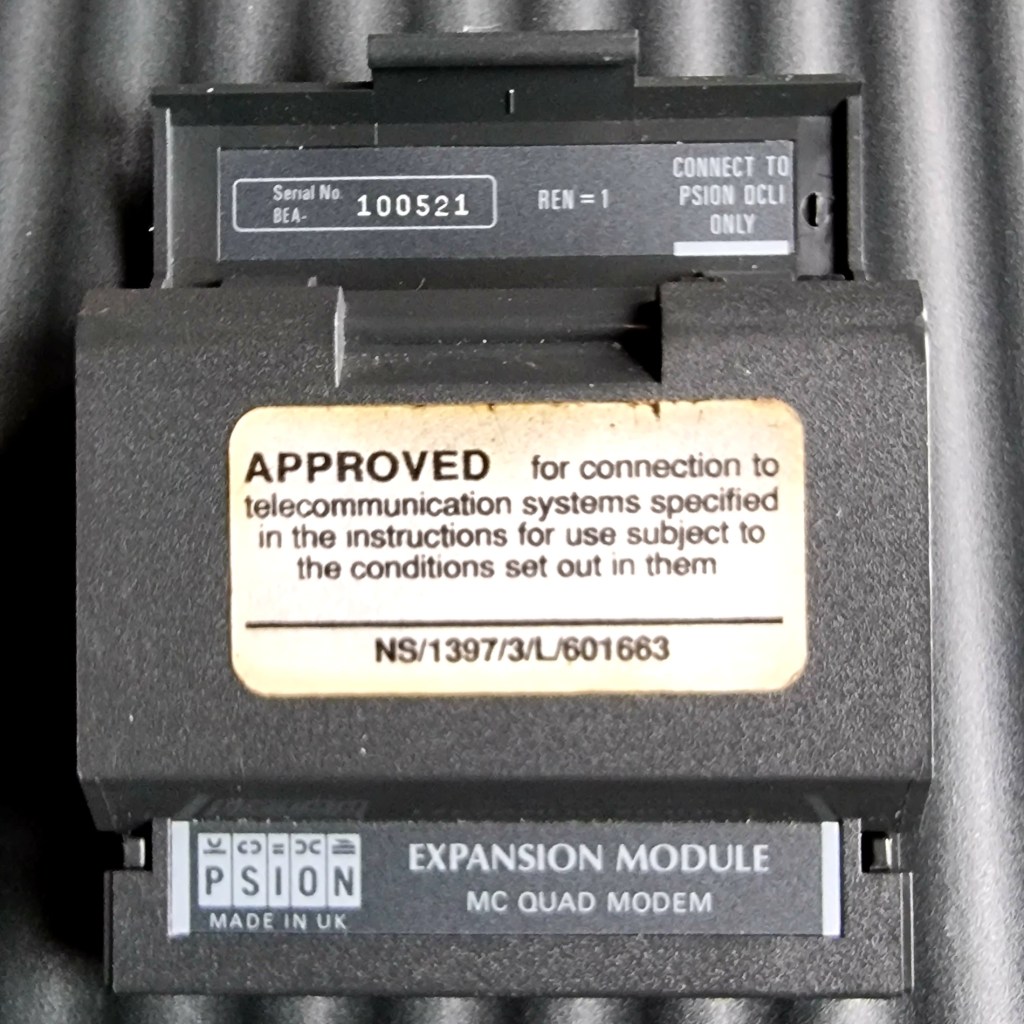 Serial No.
BEA- 100521
REN = 1
CONNECT TO
PSION DCLI
ONLY
APPROVED for connection to
telecommunication systems specified
in the instructions for use subject to
the conditions set out in them
NS/1397/3/L/601663
PSION
MADE IN UK
EXPANSION MODULE
MC QUAD MODEM